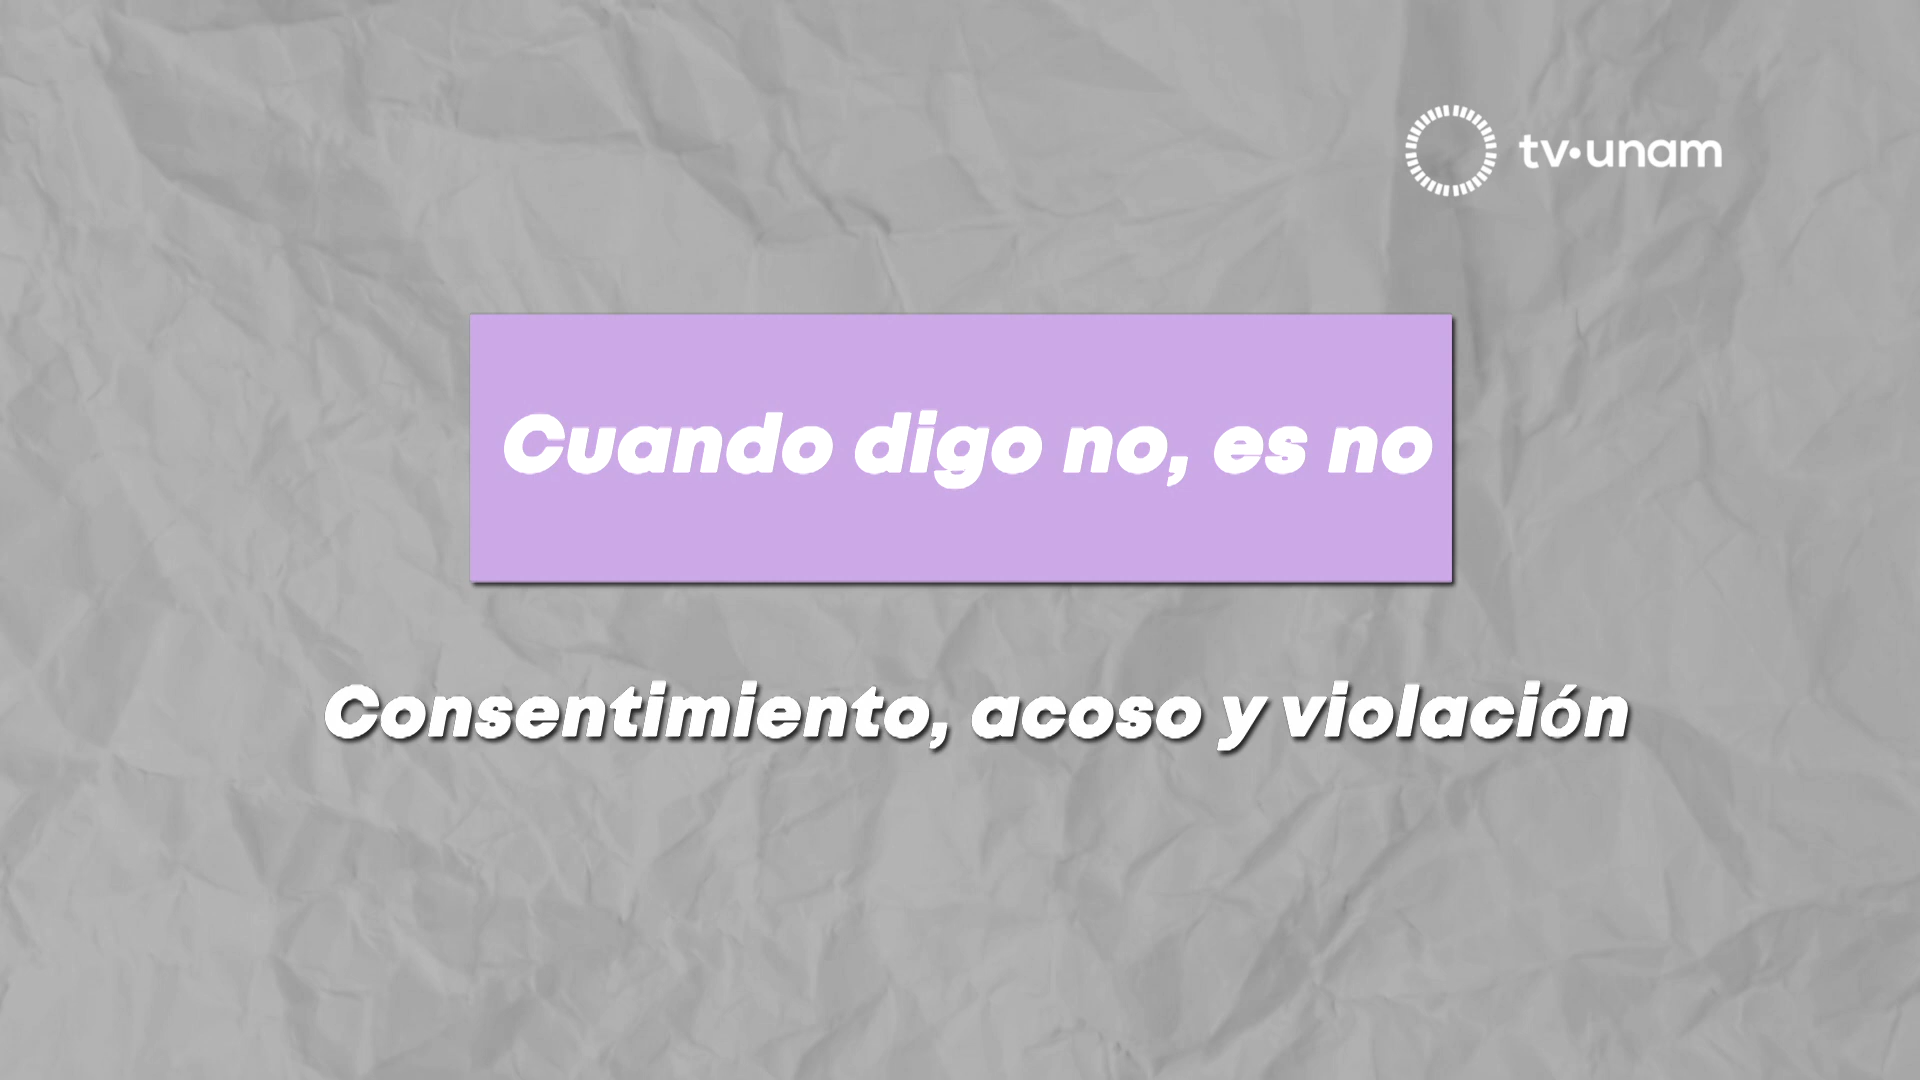 tv•unam
Cuando digo no, es no
Consentimiento, acoso y violación